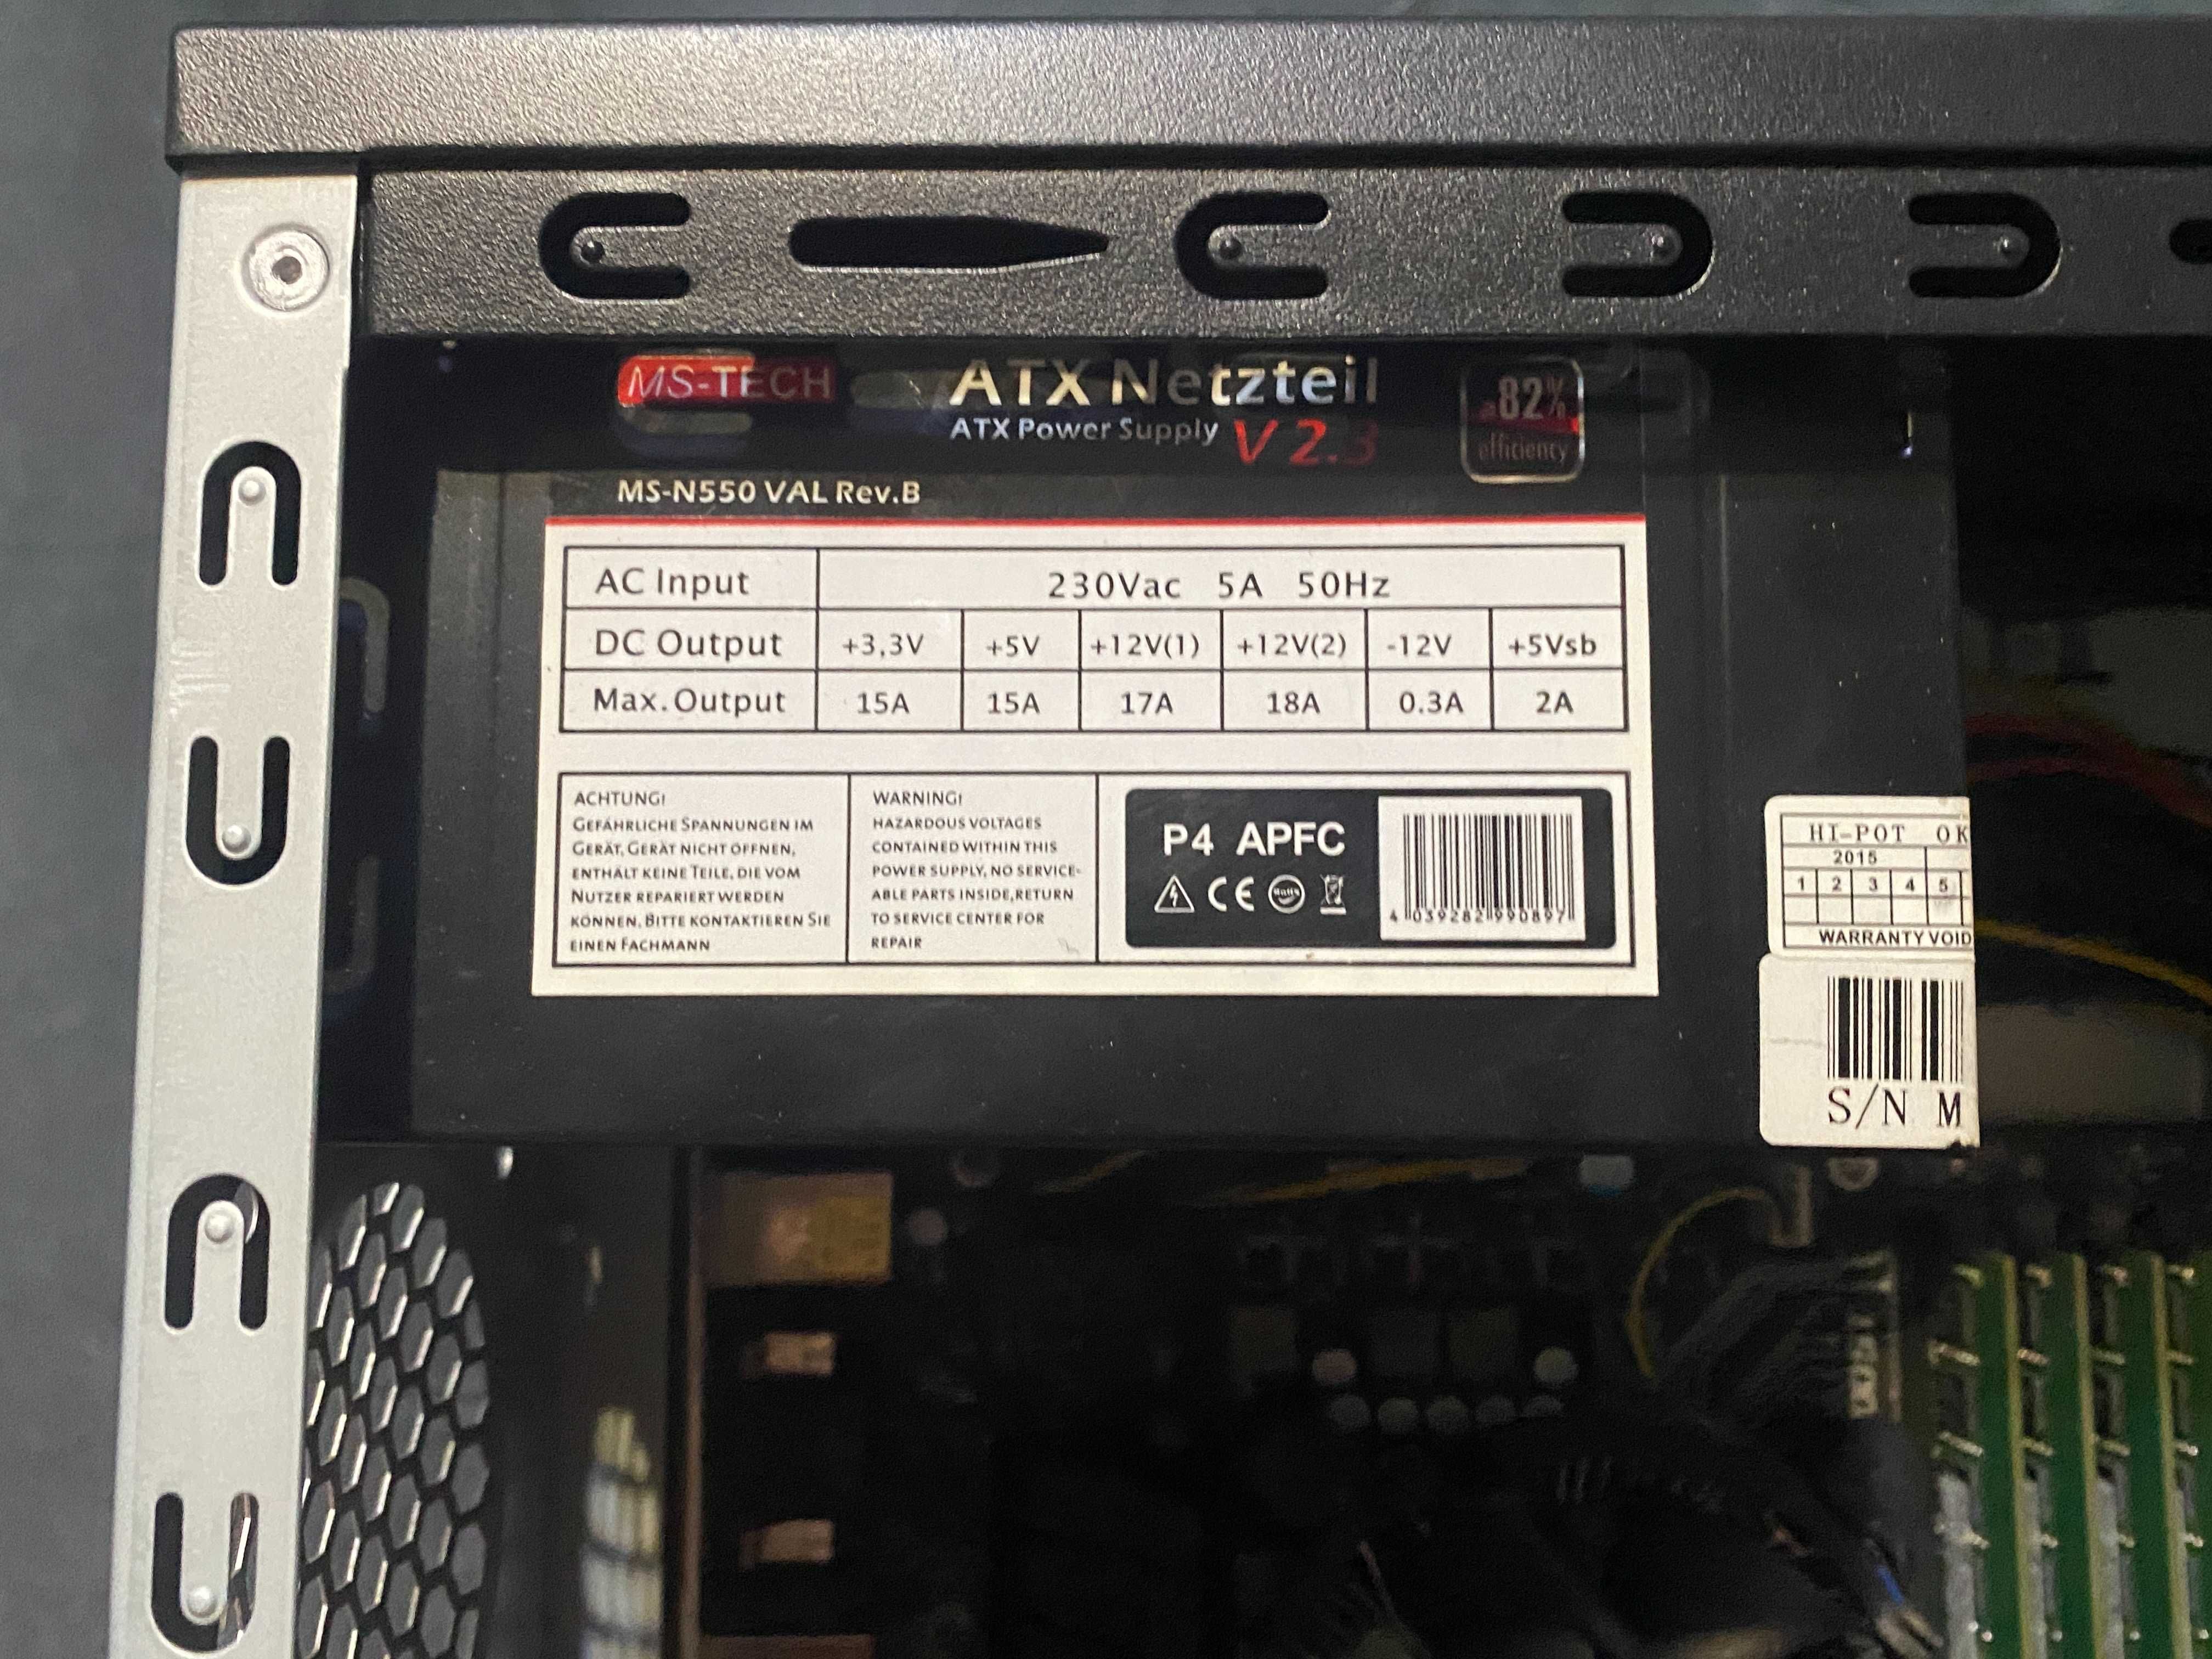 MS-TECH
ATX Netzteil
ATX Power Supply V 2.3
82%
efficiency
MS-N550 VAL Rev.B
AC Input 230Vac 5A 50Hz
DC Output +3,3V +5V +12V(1) +12V(2) -12V +5Vsb
Max.Output 15A 15A 17A 18A 0.3A 2A
ACHTUNG!
GEFÄHRLICHE SPANNUNGEN IM
GERÄT, GERÄT NICHT ÖFFNEN,
ENTHÄLT KEINE TEILE, DIE VOM
NUTZER REPARIERT WERDEN
KÖNNEN. BITTE KONTAKTIEREN SIE
EINEN FACHMANN
WARNING!
HAZARDOUS VOLTAGES
CONTAINED WITHIN THIS
POWER SUPPLY, NO SERVICE-
ABLE PARTS INSIDE,RETURN
TO SERVICE CENTER FOR
REPAIR
P4 APFC
CE RoHS
4 039282 990897
HI-POT OK
2015
1 2 3 4 5
WARRANTY VOID
S/N M